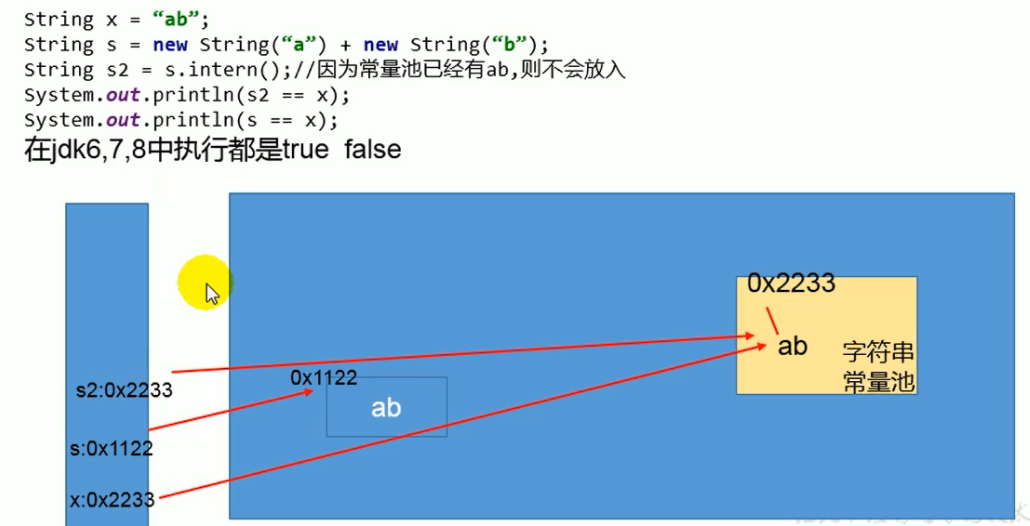 String x = “ab”;
String s = new String(“a”) + new String(“b”);
String s2 = s.intern();//因为常量池已经有ab,则不会放入
System.out.println(s2 == x);
System.out.println(s == x);
在jdk6,7,8中执行都是true false
0x2233
ab
字符串
常量池
s2:0x2233
0x1122
ab
s:0x1122
x:0x2233